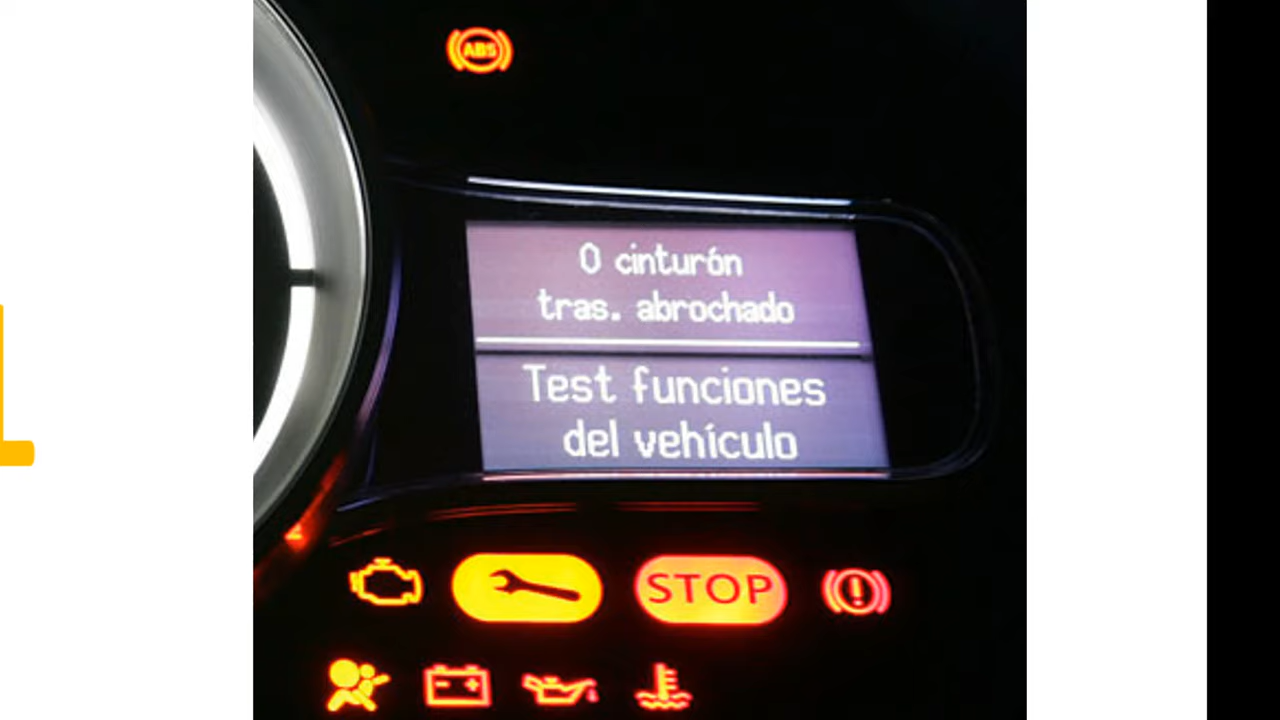 ABS
0 cinturón
tras. abrochado
Test funciones
del vehículo
STOP